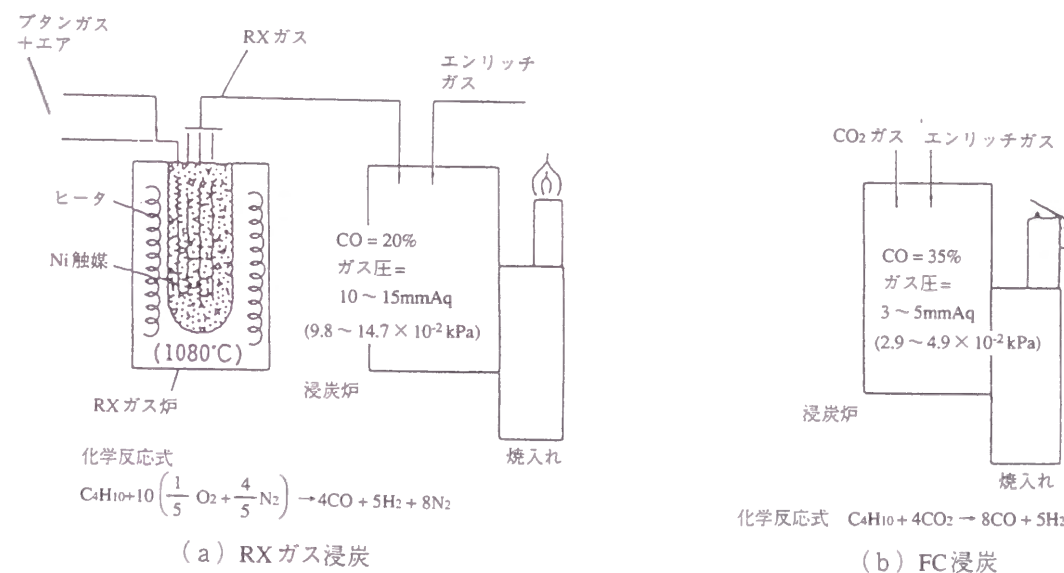 ブタンガス
+エア
RXガス
エンリッチ
ガス
ヒータ
Ni触媒
(1080℃)
RXガス炉
CO=20%
ガス圧=
10~15mmAq
(9.8~14.7×10⁻²kPa)
浸炭炉
焼入れ
化学反応式
C4H10+10(1/5 O2+4/5 N2)→4CO+5H2+8N2
(a) RXガス浸炭
CO2ガス エンリッチガス
CO=35%
ガス圧=
3~5mmAq
(2.9~4.9×10⁻²kPa)
浸炭炉
焼入れ
化学反応式 C4H10+4CO2→8CO+5H2
(b) FC浸炭